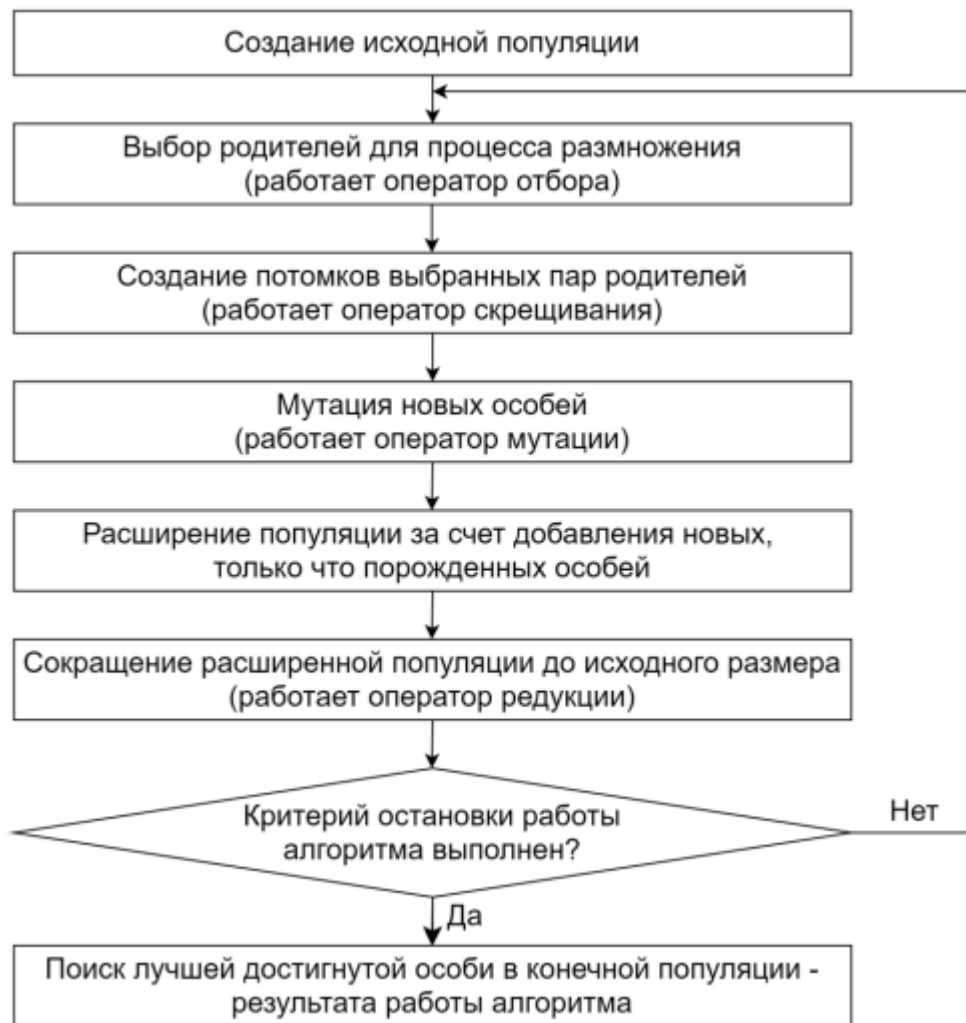 Создание исходной популяции
Выбор родителей для процесса размножения
(работает оператор отбора)
Создание потомков выбранных пар родителей
(работает оператор скрещивания)
Мутация новых особей
(работает оператор мутации)
Расширение популяции за счет добавления новых,
только что порожденных особей
Сокращение расширенной популяции до исходного размера
(работает оператор редукции)
Критерий остановки работы
алгоритма выполнен?
Нет
Да
Поиск лучшей достигнутой особи в конечной популяции -
результата работы алгоритма